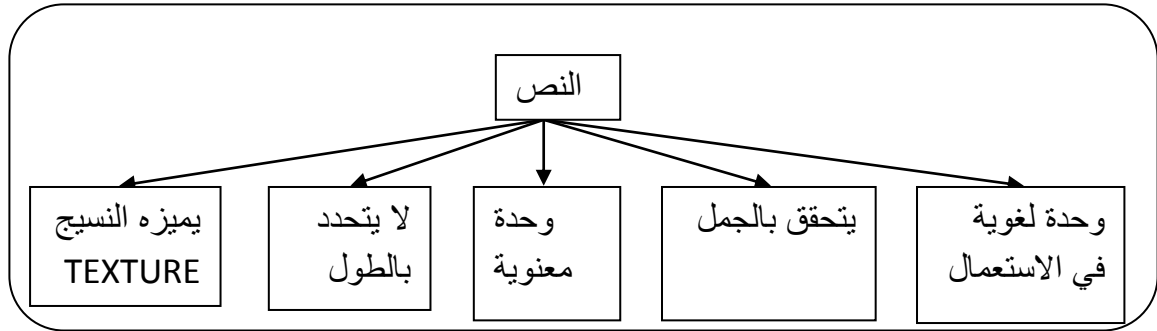 النص
وحدة لغوية
في الاستعمال
يتحقق بالجمل
وحدة
معنوية
لا يتحدد
بالطول
يميزه النسيج
TEXTURE